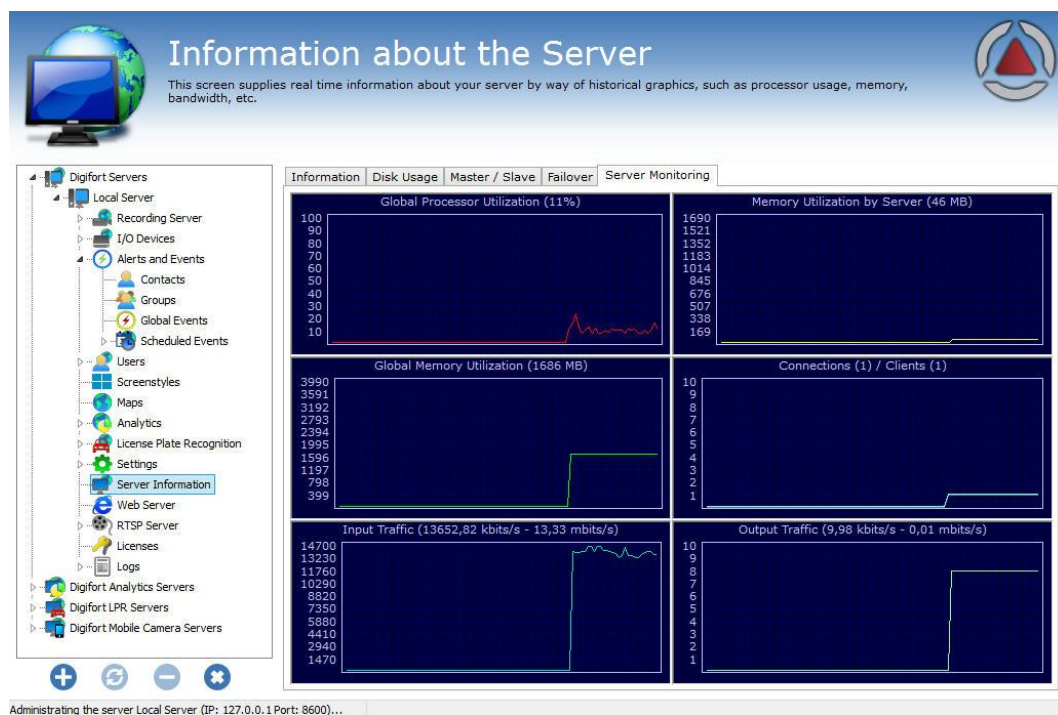 Information about the Server
This screen supplies real time information about your server by way of historical graphics, such as processor usage, memory,
bandwidth, etc.
Digifort Servers
Local Server
Recording Server
I/O Devices
Alerts and Events
Contacts
Groups
Global Events
Scheduled Events
Users
Screenstyles
Maps
Analytics
License Plate Recognition
Settings
Server Information
Web Server
RTSP Server
Licenses
Logs
Digifort Analytics Servers
Digifort LPR Servers
Digifort Mobile Camera Servers
Information Disk Usage Master / Slave Failover Server Monitoring
Global Processor Utilization (11%)
100
90
80
70
60
50
40
30
20
10
Memory Utilization by Server (46 MB)
1690
1521
1352
1183
1014
845
676
507
338
169
Global Memory Utilization (1686 MB)
3990
3591
3192
2793
2394
1995
1596
1197
798
399
Connections (1) / Clients (1)
10
9
8
7
6
5
4
3
2
1
Input Traffic (13652,82 kbits/s - 13,33 mbits/s)
14700
13230
11760
10290
8820
7350
5880
4410
2940
1470
Output Traffic (9,98 kbits/s - 0,01 mbits/s)
10
9
8
7
6
5
4
3
2
1
Administrating the server Local Server (IP: 127.0.0.1 Port: 8600)...